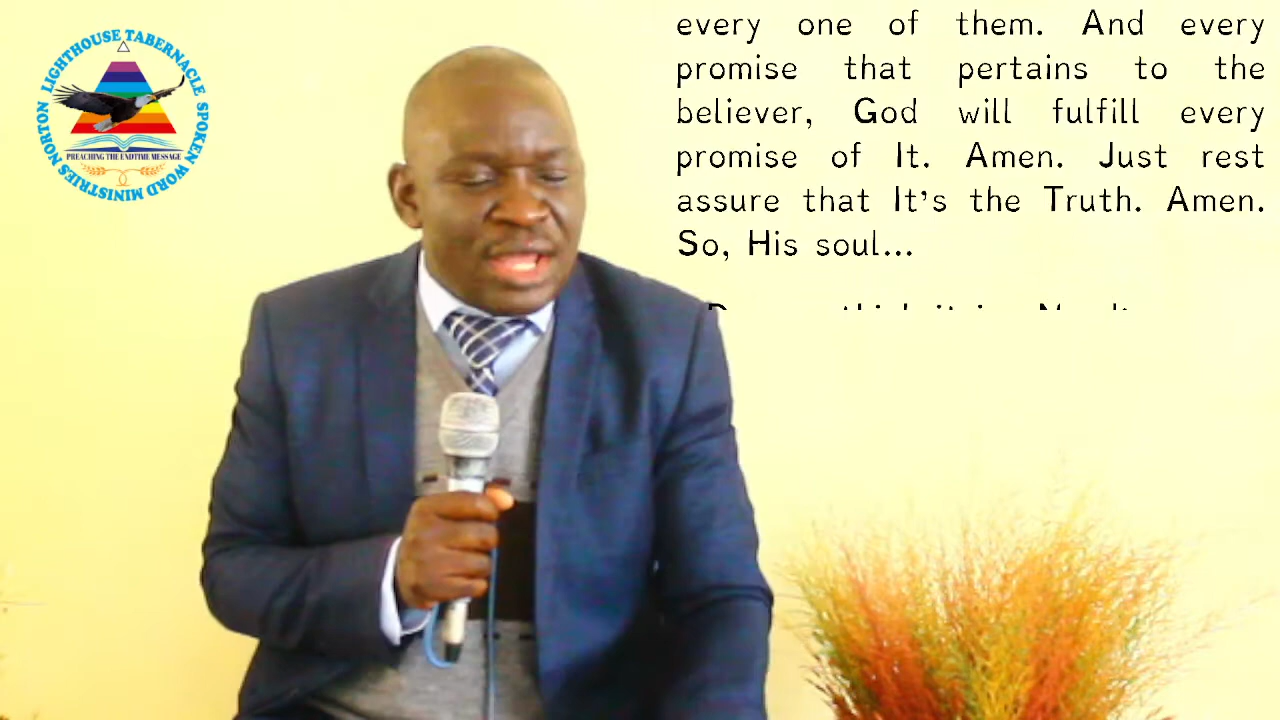 NORTON LIGHTHOUSE TABERNACLE SPOKEN WORD MINISTRIES
PREACHING THE ENDTIME MESSAGE
every one of them. And every
promise that pertains to the
believer, God will fulfill every
promise of It. Amen. Just rest
assure that It's the Truth. Amen.
So, His soul...